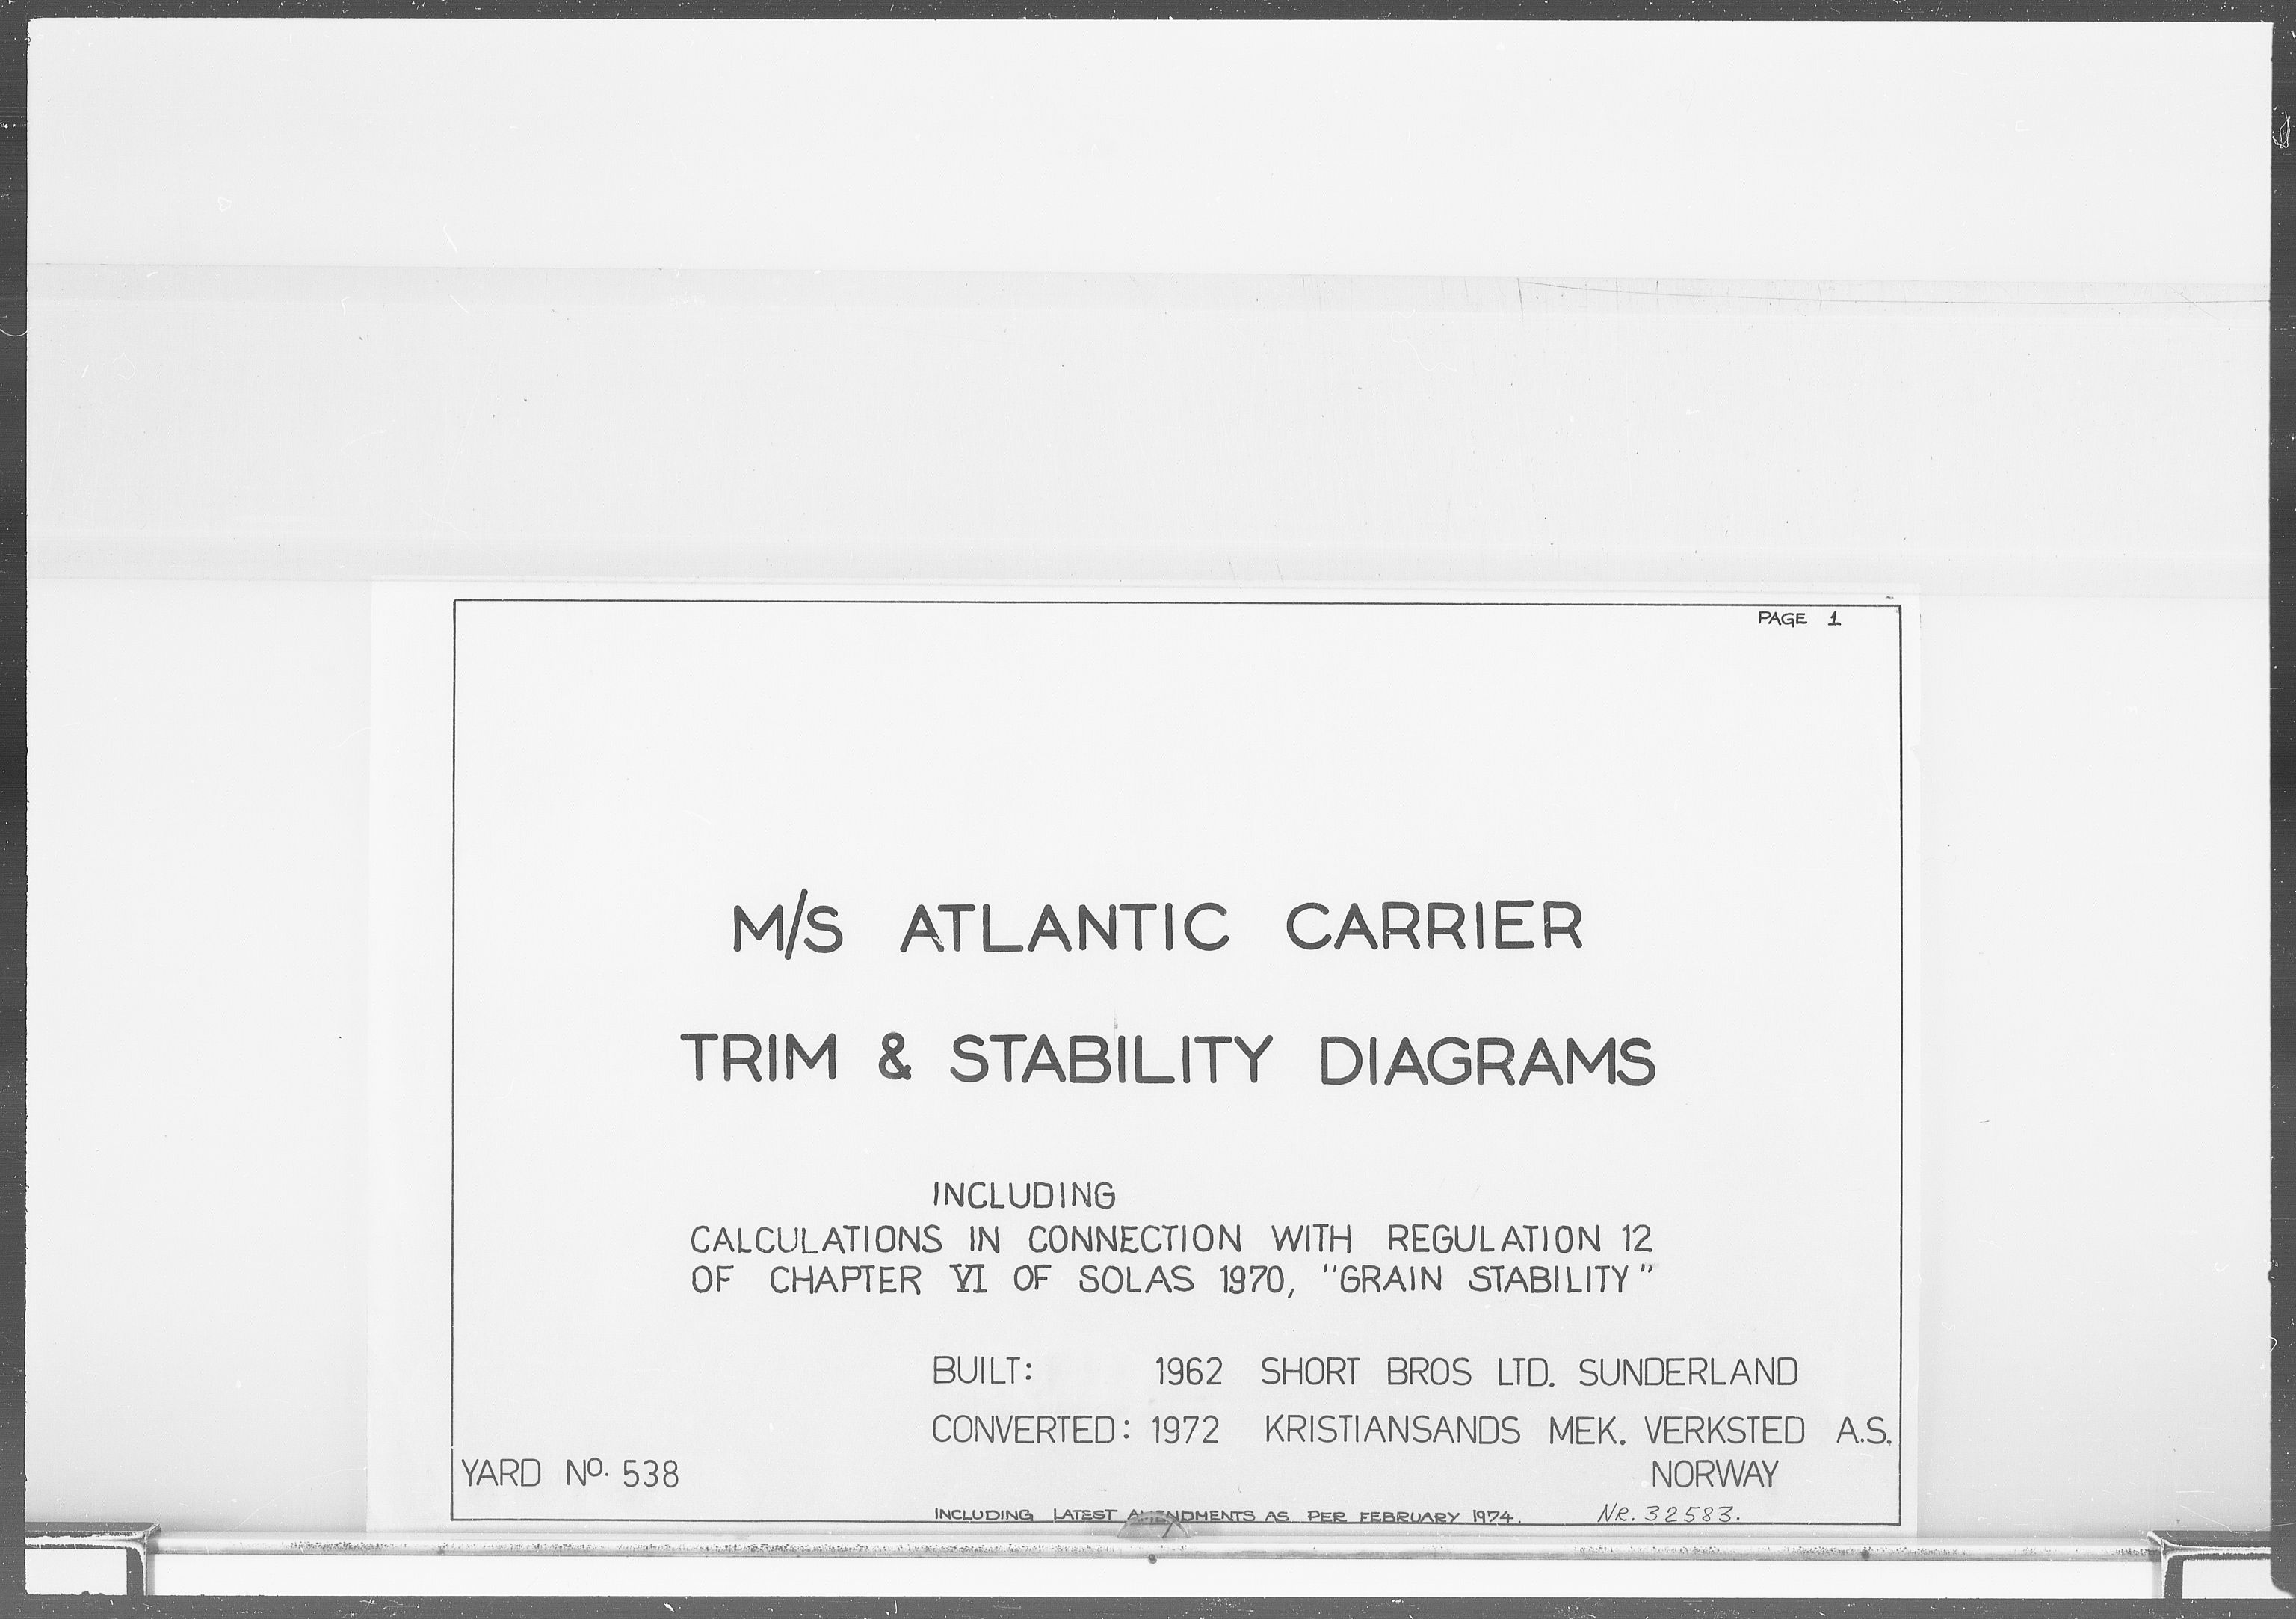 PAGE 1
M/S ATLANTIC CARRIER
TRIM & STABILITY DIAGRAMS
INCLUDING
CALCULATIONS IN CONNECTION WITH REGULATION 12
OF CHAPTER VI OF SOLAS 1970, "GRAIN STABILITY"
BUILT: 1962 SHORT BROS LTD. SUNDERLAND
CONVERTED: 1972 KRISTIANSANDS MEK. VERKSTED A.S.
NORWAY
YARD Nº. 538
INCLUDING LATEST AMENDMENTS AS PER FEBRUARY 1974.
NR. 32583.